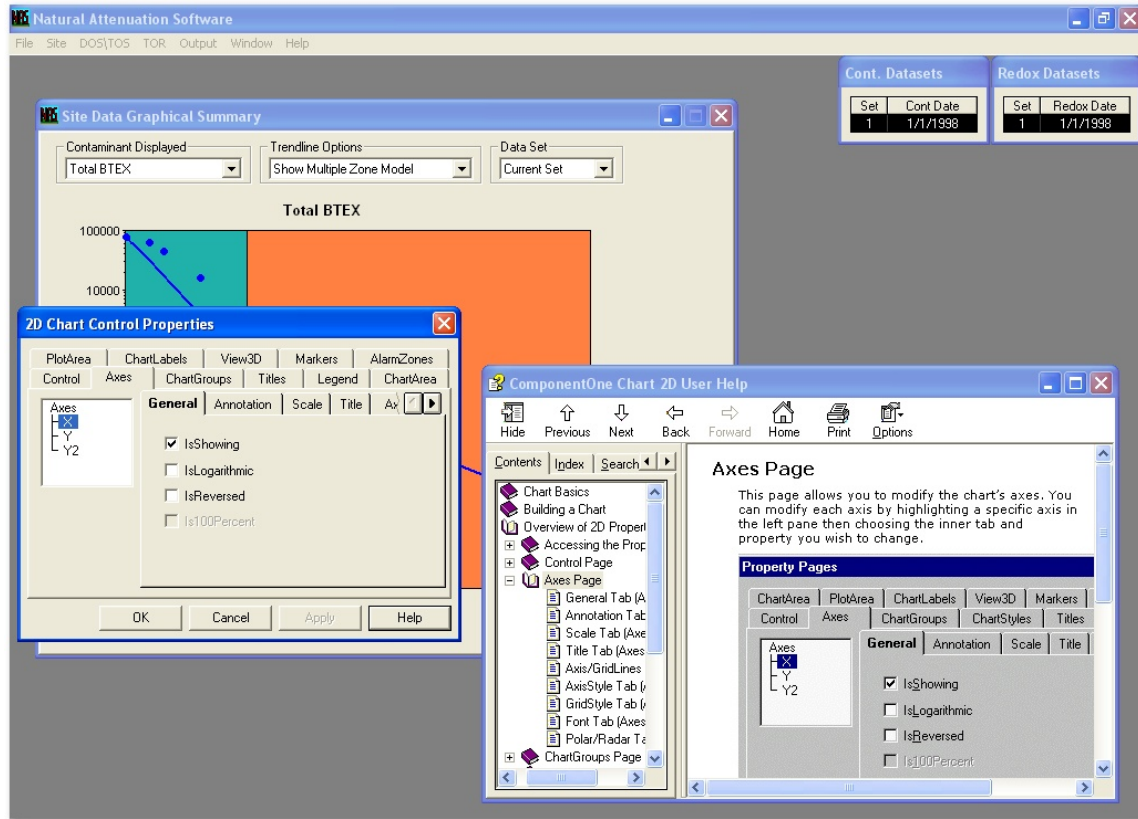 Natural Attenuation Software
File Site DOS\TOS TOR Output Window Help
Cont. Datasets
Set Cont Date
1 1/1/1998
Redox Datasets
Set Redox Date
1 1/1/1998
Site Data Graphical Summary
Contaminant Displayed
Total BTEX
Trendline Options
Show Multiple Zone Model
Data Set
Current Set
Total BTEX
100000
10000
2D Chart Control Properties
PlotArea ChartLabels View3D Markers AlarmZones
Control Axes ChartGroups Titles Legend ChartArea
General Annotation Scale Title Ax
Axes
X
Y
Y2
IsShowing
IsLogarithmic
IsReversed
Is100Percent
OK Cancel Apply Help
ComponentOne Chart 2D User Help
Hide Previous Next Back Forward Home Print Options
Contents Index Search
Chart Basics
Building a Chart
Overview of 2D Propert
Accessing the Prop
Control Page
Axes Page
General Tab (A
Annotation Tab
Scale Tab (Axe
Title Tab (Axes
Axis/GridLines
AxisStyle Tab (
GridStyle Tab (
Font Tab (Axes
Polar/Radar Ta
ChartGroups Page
Axes Page
This page allows you to modify the chart's axes. You
can modify each axis by highlighting a specific axis in
the left pane then choosing the inner tab and
property you wish to change.
Property Pages
ChartArea PlotArea ChartLabels View3D Markers
Control Axes ChartGroups ChartStyles Titles
General Annotation Scale Title
Axes
X
Y
Y2
IsShowing
IsLogarithmic
IsReversed
Is100Percent